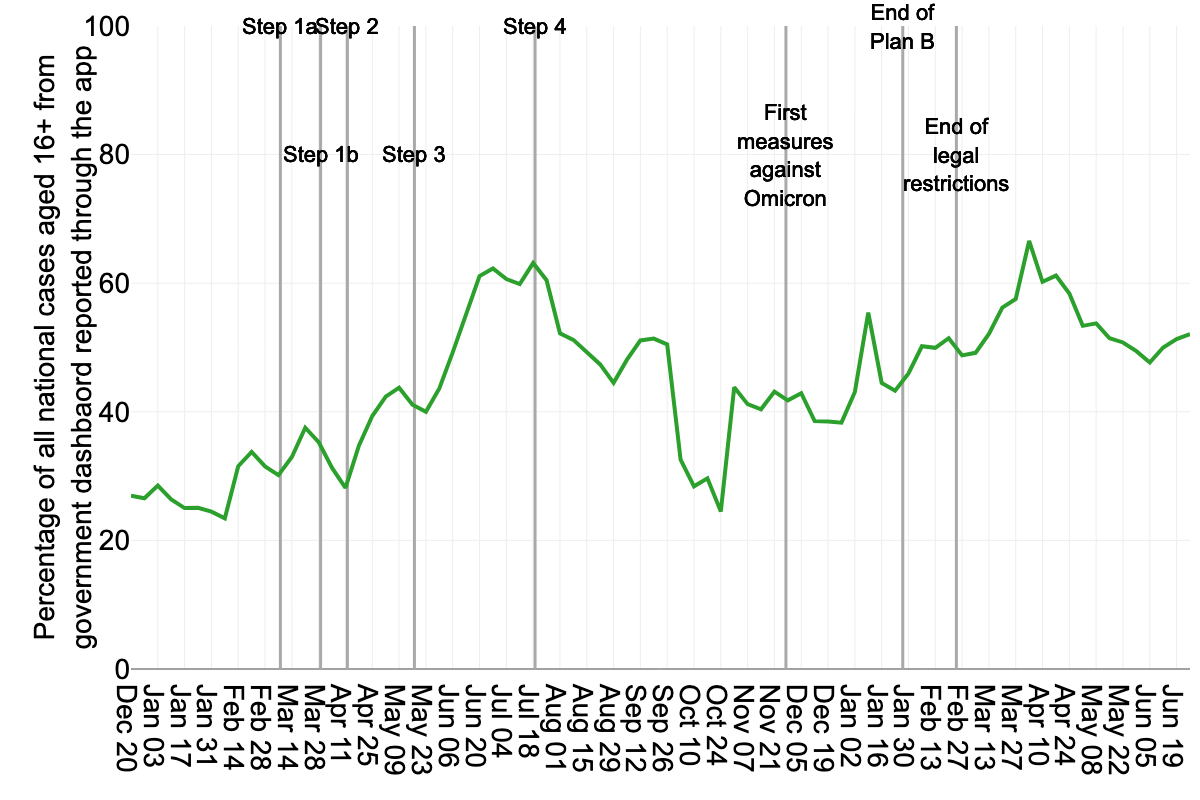 Percentage of all national cases aged 16+ from
government dashbaord reported through the app
100
80
60
40
20
0
Step 1a
Step 2
Step 4
End of
Plan B
Step 1b
Step 3
First
measures
against
Omicron
End of
legal
restrictions
Dec 20
Jan 03
Jan 17
Jan 31
Feb 14
Feb 28
Mar 14
Mar 28
Apr 11
Apr 25
May 09
May 23
Jun 06
Jun 20
Jul 04
Jul 18
Aug 01
Aug 15
Aug 29
Sep 12
Sep 26
Oct 10
Oct 24
Nov 07
Nov 21
Dec 05
Dec 19
Jan 02
Jan 16
Jan 30
Feb 13
Feb 27
Mar 13
Mar 27
Apr 10
Apr 24
May 08
May 22
Jun 05
Jun 19